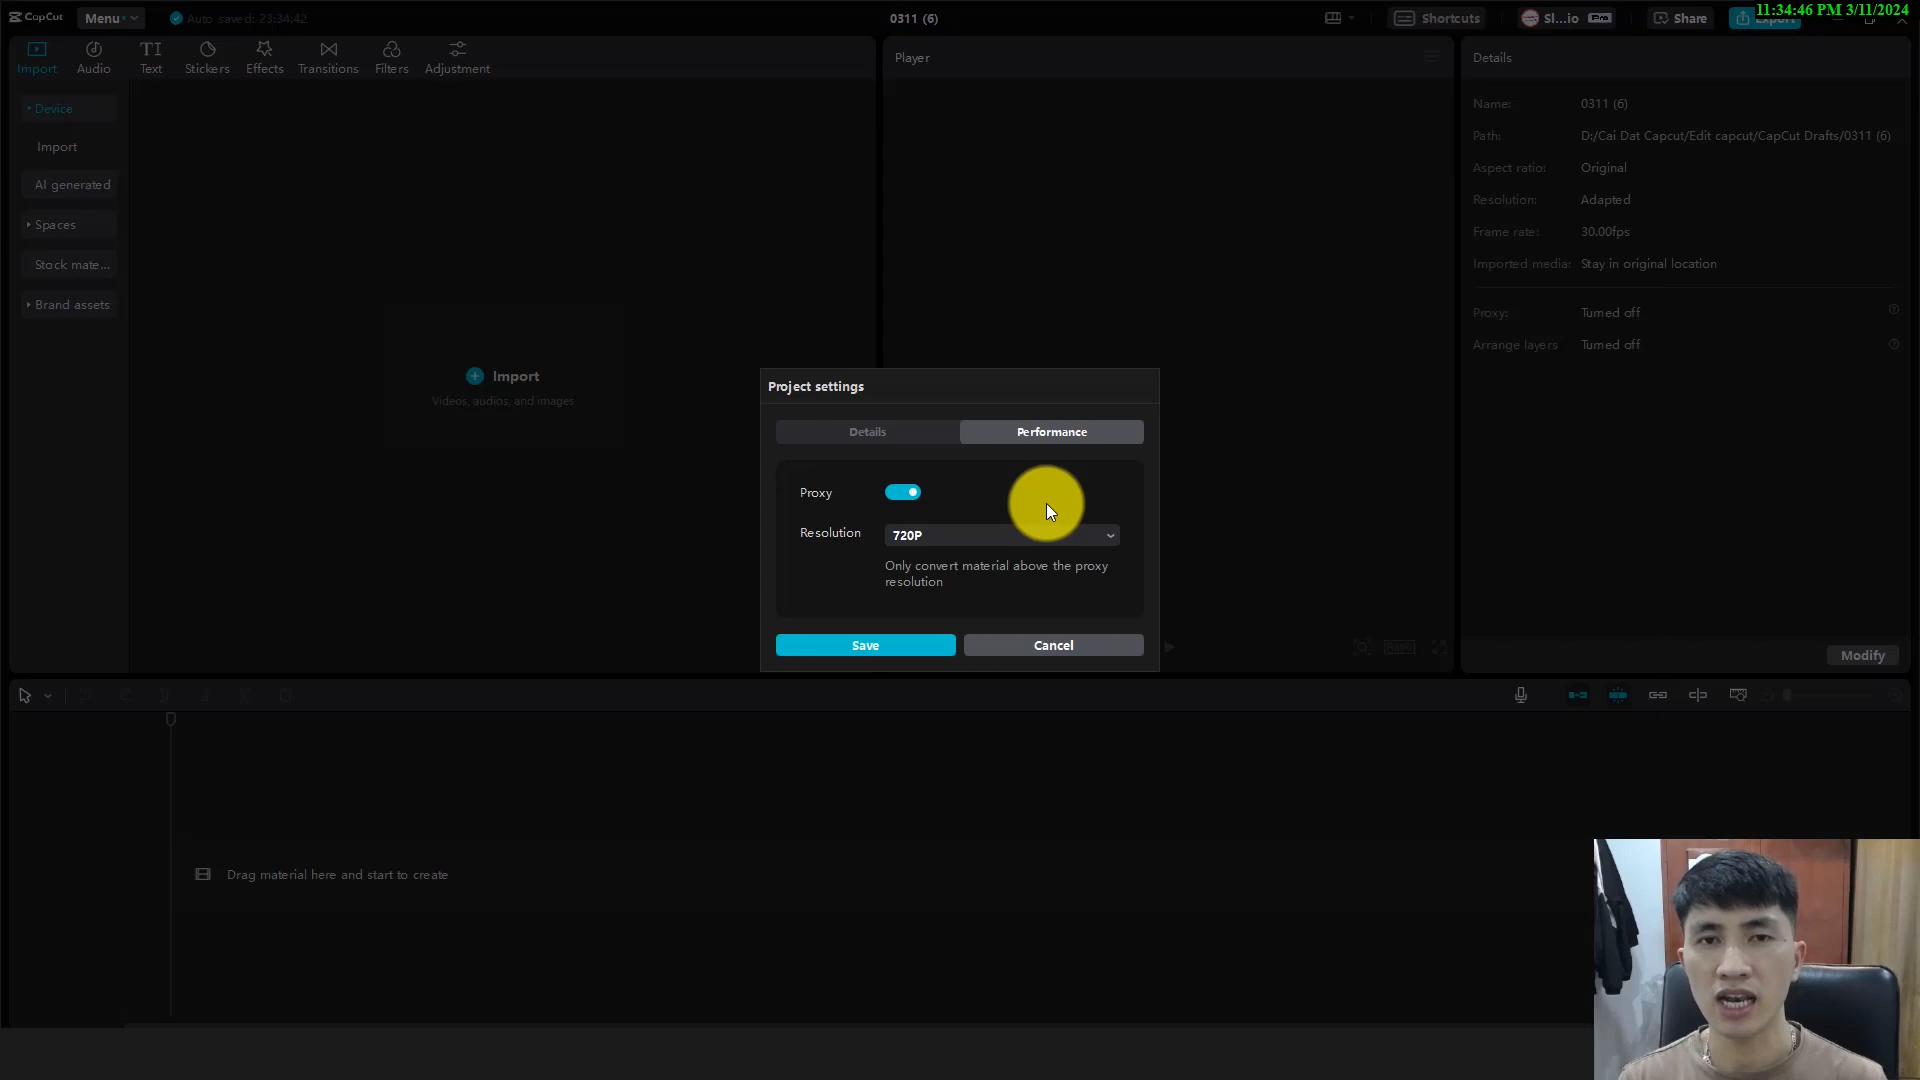 CapCut
Menu
Auto saved: 23:34:42
0311 (6)
Shortcuts
Sl...io
Pro
Share
Export
11:34:46 PM 3/11/2024
Import
Audio
Text
Stickers
Effects
Transitions
Filters
Adjustment
Device
Import
AI generated
Spaces
Stock mate...
Brand assets
Import
Videos, audios, and images
Player
Details
Name: 0311 (6)
Path: D:/Cai Dat Capcut/Edit capcut/CapCut Drafts/0311 (6)
Aspect ratio: Original
Resolution: Adapted
Frame rate: 30.00fps
Imported media: Stay in original location
Proxy: Turned off
Arrange layers Turned off
Modify
Project settings
Details
Performance
Proxy
Resolution
720P
Only convert material above the proxy
resolution
Save
Cancel
Ratio
Drag material here and start to create